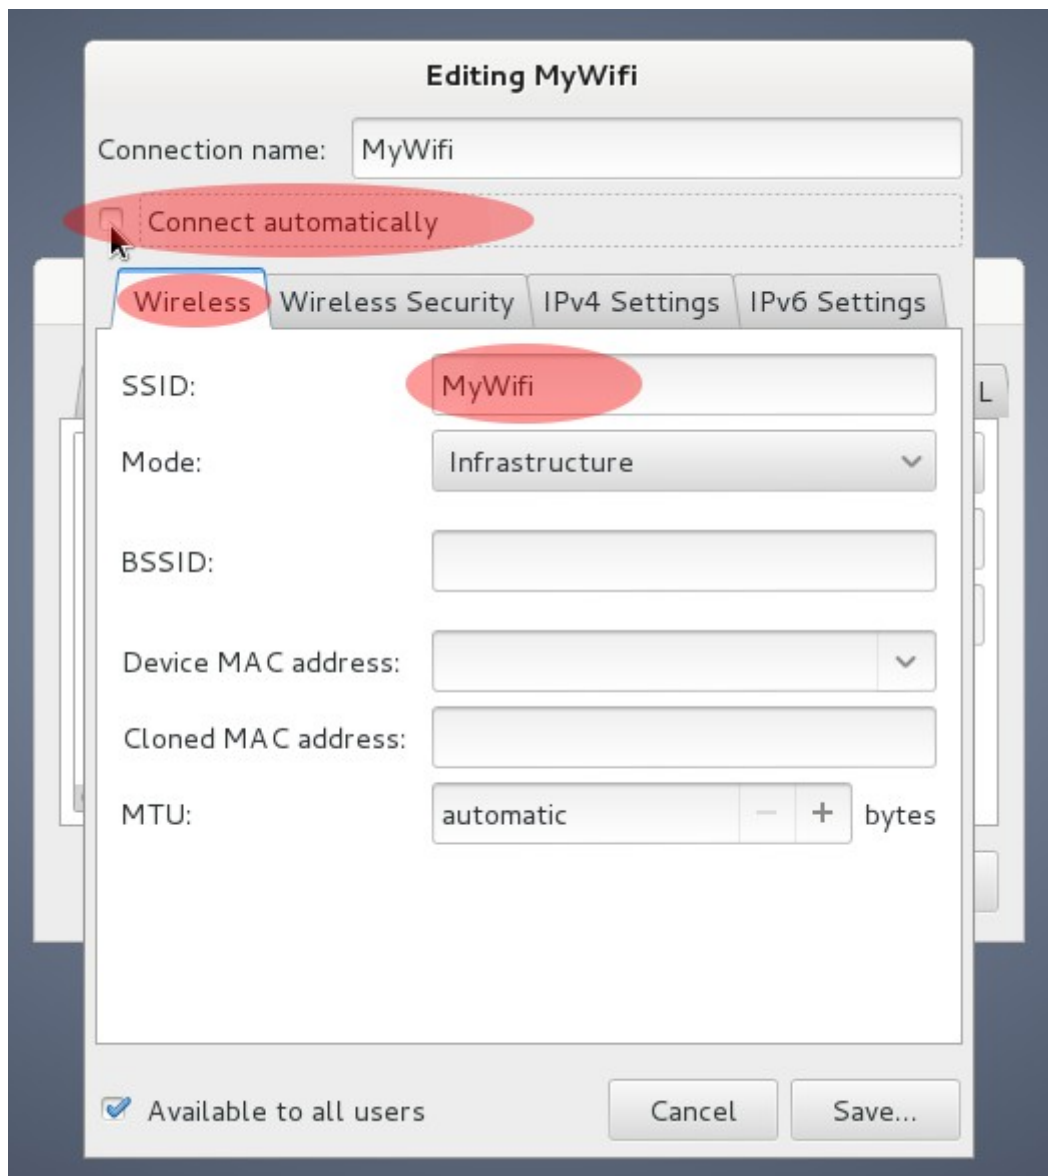 Editing MyWifi
Connection name: MyWifi
Connect automatically
Wireless Wireless Security IPv4 Settings IPv6 Settings
SSID: MyWifi
L
Mode: Infrastructure
BSSID:
Device MAC address:
Cloned MAC address:
MTU: automatic − + bytes
Available to all users Cancel Save...